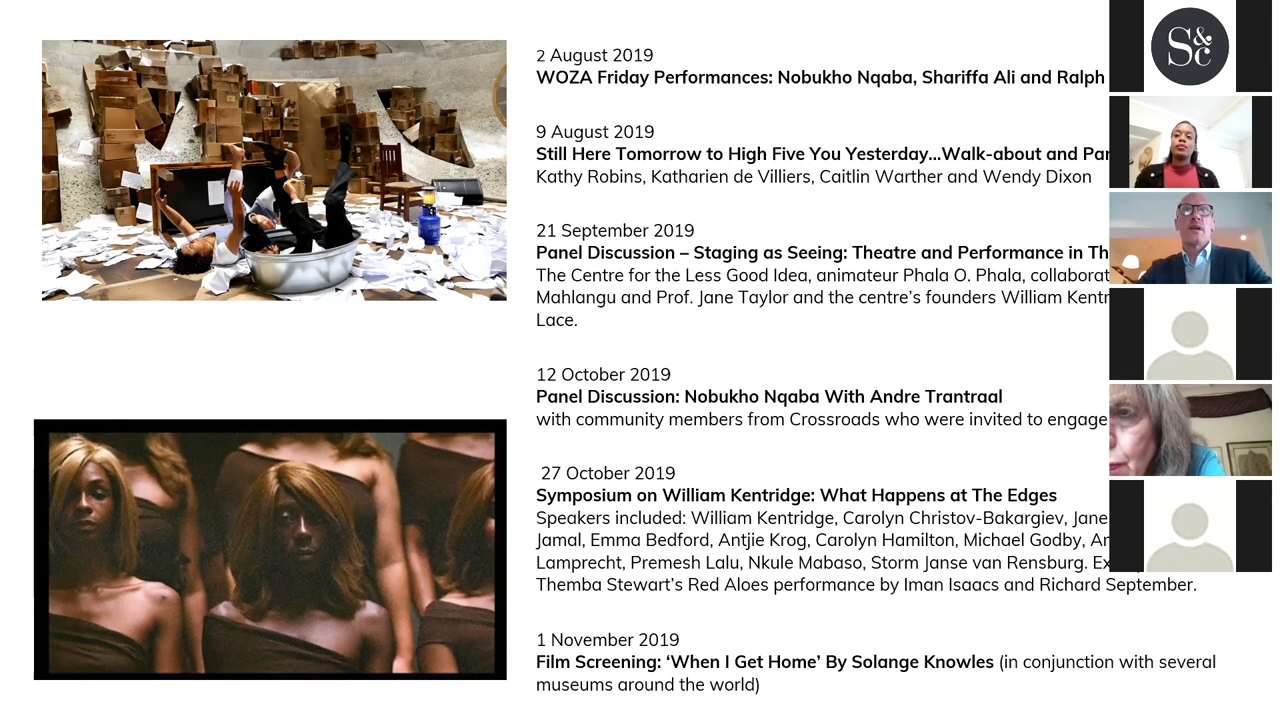 2 August 2019
WOZA Friday Performances: Nobukho Nqaba, Shariffa Ali and Ralph
9 August 2019
Still Here Tomorrow to High Five You Yesterday...Walk-about and
Kathy Robins, Katharien de Villiers, Caitlin Warther and Wendy Dixon
21 September 2019
Panel Discussion – Staging as Seeing: Theatre and Performance in
The Centre for the Less Good Idea, animateur Phala O. Phala,
Mahlangu and Prof. Jane Taylor and the centre's founders William
Lace.
12 October 2019
Panel Discussion: Nobukho Nqaba With Andre Trantraal
with community members from Crossroads who were invited to engage
27 October 2019
Symposium on William Kentridge: What Happens at The Edges
Speakers included: William Kentridge, Carolyn Christov-Bakargiev, Jane
Jamal, Emma Bedford, Antjie Krog, Carolyn Hamilton, Michael Godby,
Lamprecht, Premesh Lalu, Nkule Mabaso, Storm Janse van Rensburg.
Themba Stewart's Red Aloes performance by Iman Isaacs and Richard September.
1 November 2019
Film Screening: 'When I Get Home' By Solange Knowles (in conjunction with several
museums around the world)
S&c